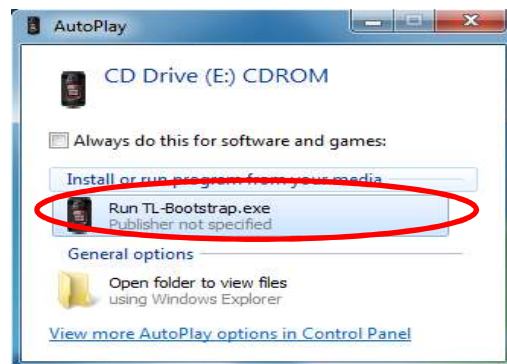 AutoPlay
CD Drive (E:) CDROM
Always do this for software and games:
Install or run program from your media
Run TL-Bootstrap.exe
Publisher not specified
General options
Open folder to view files
using Windows Explorer
View more AutoPlay options in Control Panel